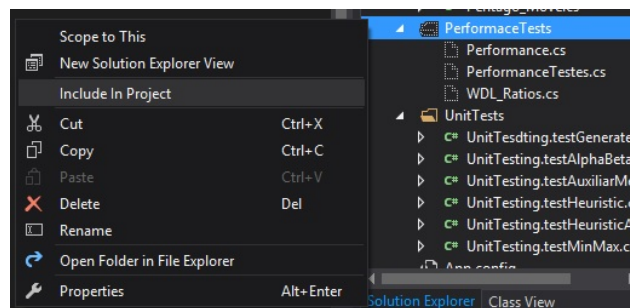 Scope to This
New Solution Explorer View
Include In Project
Cut Ctrl+X
Copy Ctrl+C
Paste Ctrl+V
Delete Del
Rename
Open Folder in File Explorer
Properties Alt+Enter
PerformaceTests
Performance.cs
PerformanceTestes.cs
WDL_Ratios.cs
UnitTests
C# UnitTesdting.testGenerate
C# UnitTesting.testAlphaBeta
C# UnitTesting.testAuxiliarM
C# UnitTesting.testHeuristic.
C# UnitTesting.testHeuristicA
C# UnitTesting.testMinMax.c
App.config
Solution Explorer Class View